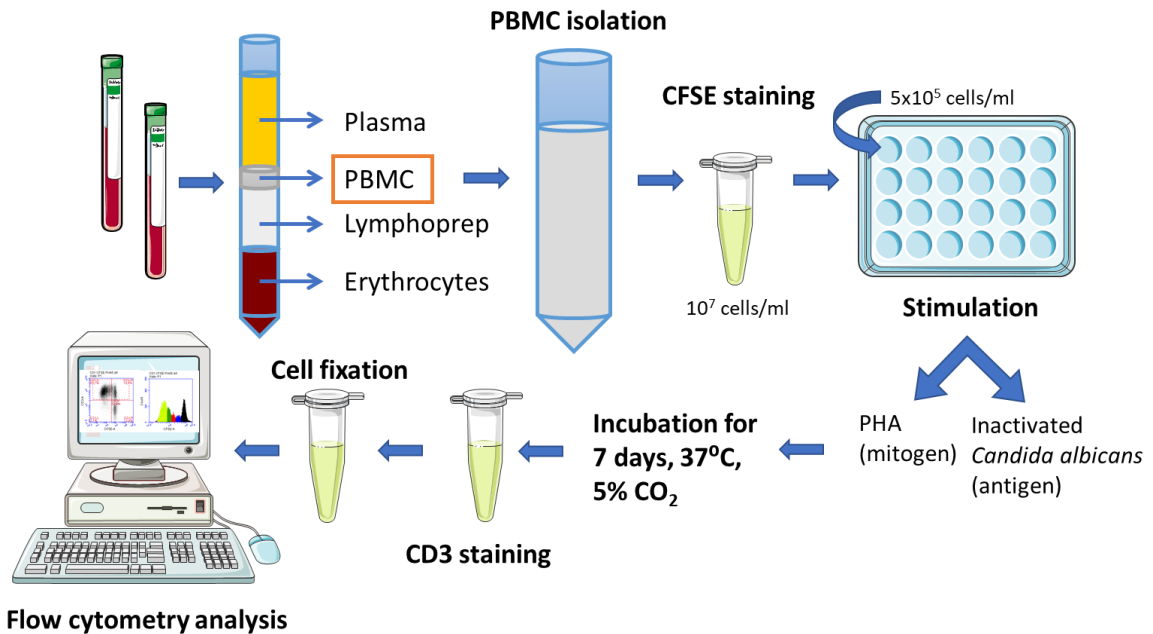 PBMC isolation
Plasma
PBMC
Lymphoprep
Erythrocytes
CFSE staining
10⁷ cells/ml
5x10⁵ cells/ml
Stimulation
PHA
(mitogen)
Inactivated
Candida albicans
(antigen)
Incubation for
7 days, 37⁰C,
5% CO₂
CD3 staining
Cell fixation
Flow cytometry analysis